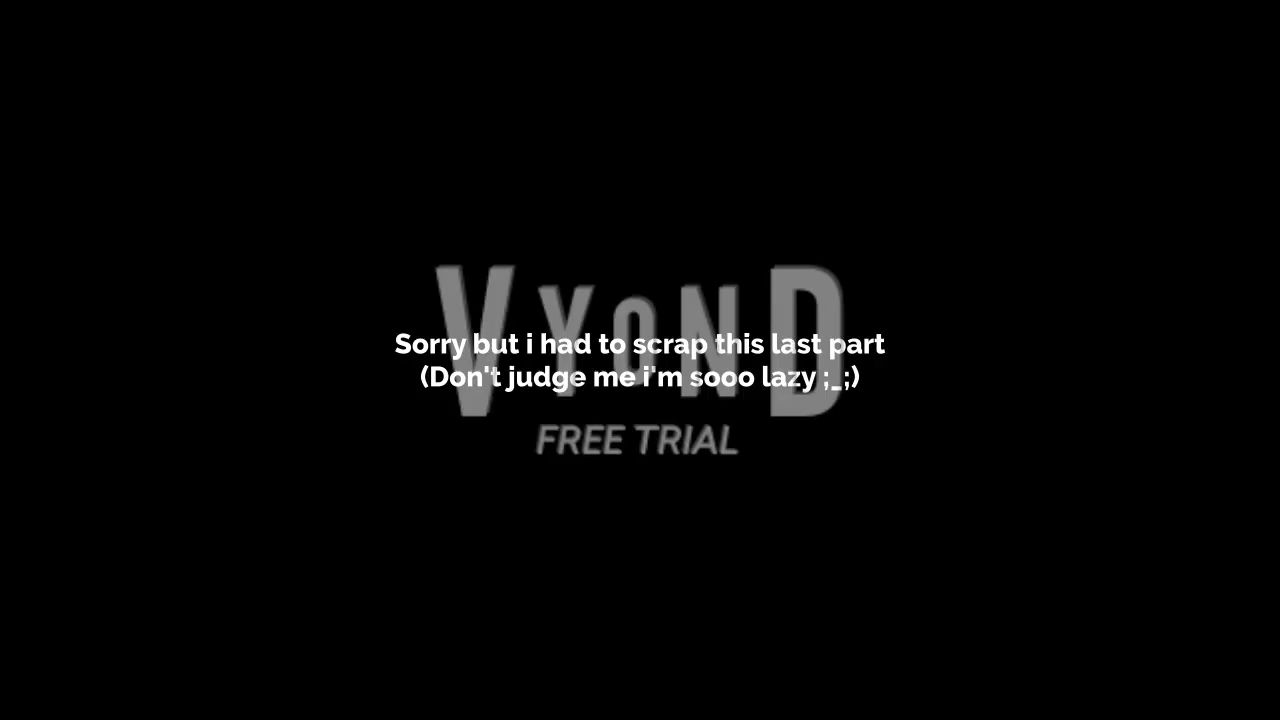 VYOND
Sorry but i had to scrap this last part
(Don't judge me i'm sooo lazy ;_;)
FREE TRIAL